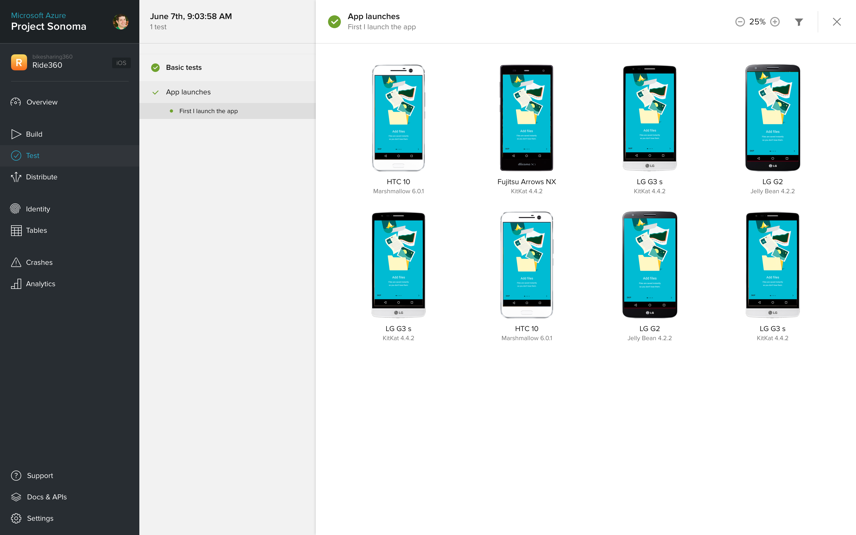 Microsoft Azure
Project Sonoma
bikesharing360
Ride360
iOS
Overview
Build
Test
Distribute
Identity
Tables
Crashes
Analytics
Support
Docs & APIs
Settings
June 7th, 9:03:58 AM
1 test
Basic tests
App launches
First I launch the app
App launches
First I launch the app
25%
HTC 10
Marshmallow 6.0.1
Fujitsu Arrows NX
KitKat 4.4.2
LG G3 s
KitKat 4.4.2
LG G2
Jelly Bean 4.2.2
LG G3 s
KitKat 4.4.2
HTC 10
Marshmallow 6.0.1
LG G2
Jelly Bean 4.2.2
LG G3 s
KitKat 4.4.2